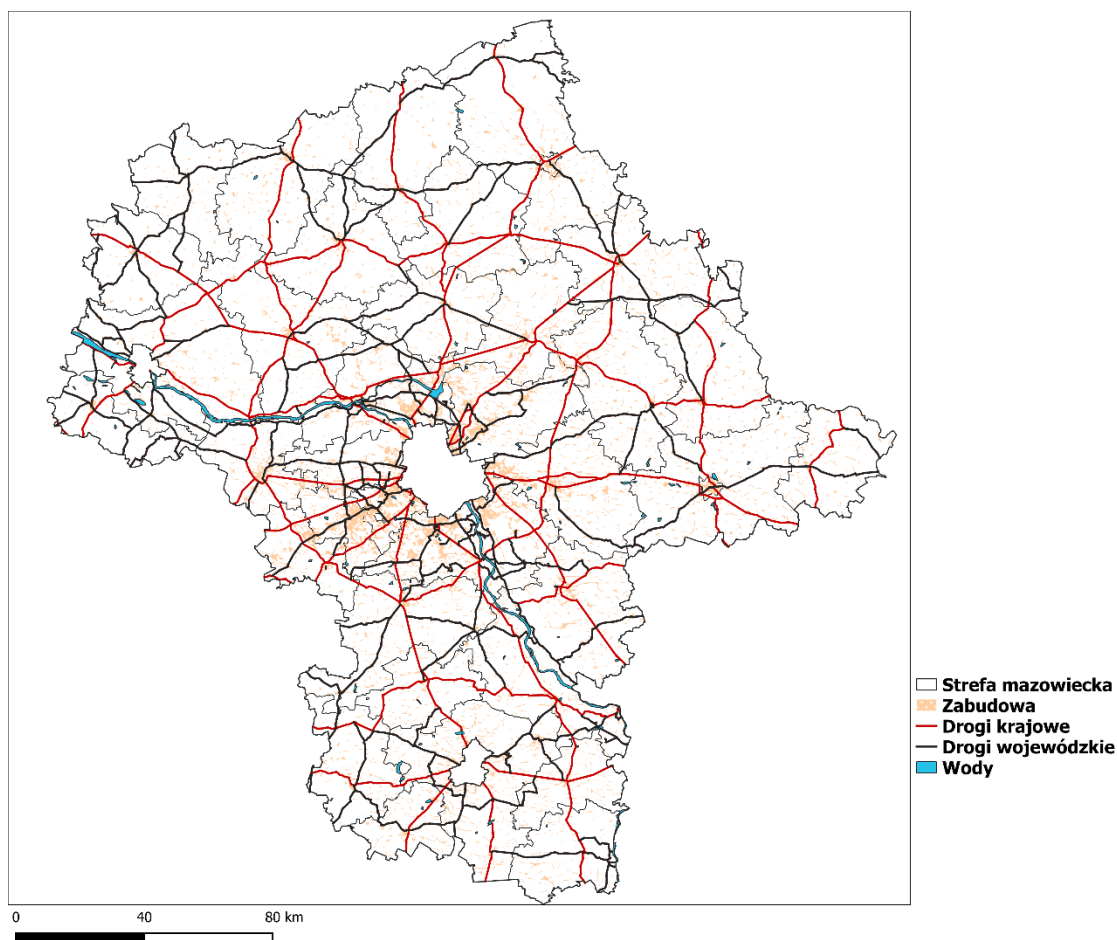 Strefa mazowiecka
Zabudowa
Drogi krajowe
Drogi wojewódzkie
Wody
0 40 80 km